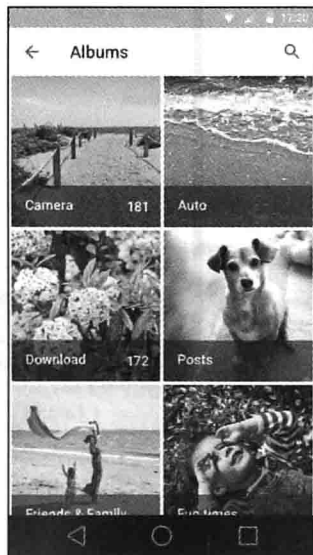 17:20
Albums
Camera 181
Auto
Download 172
Posts
Friends & Family
Fun times